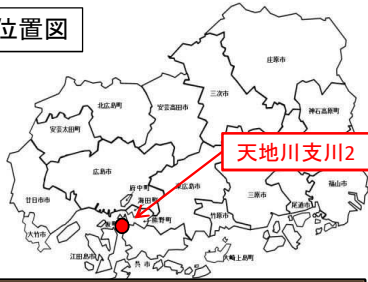 位置図
庄原市
三次市
北広島町
安芸高田市
神石高原町
安芸太田町
天地川支川2
広島市
府中町
東広島市
福山市
廿日市市
海田町
三原市
尾道市
熊野町
竹原市
坂町
大竹市
江田島市
呉市
大崎上島町